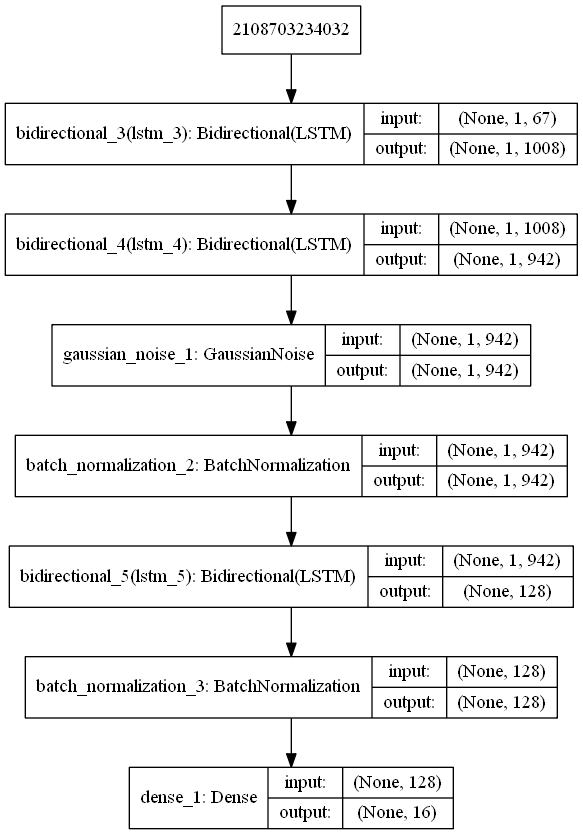 2108703234032
bidirectional_3(lstm_3): Bidirectional(LSTM)
input: (None, 1, 67)
output: (None, 1, 1008)
bidirectional_4(lstm_4): Bidirectional(LSTM)
input: (None, 1, 1008)
output: (None, 1, 942)
gaussian_noise_1: GaussianNoise
input: (None, 1, 942)
output: (None, 1, 942)
batch_normalization_2: BatchNormalization
input: (None, 1, 942)
output: (None, 1, 942)
bidirectional_5(lstm_5): Bidirectional(LSTM)
input: (None, 1, 942)
output: (None, 128)
batch_normalization_3: BatchNormalization
input: (None, 128)
output: (None, 128)
dense_1: Dense
input: (None, 128)
output: (None, 16)